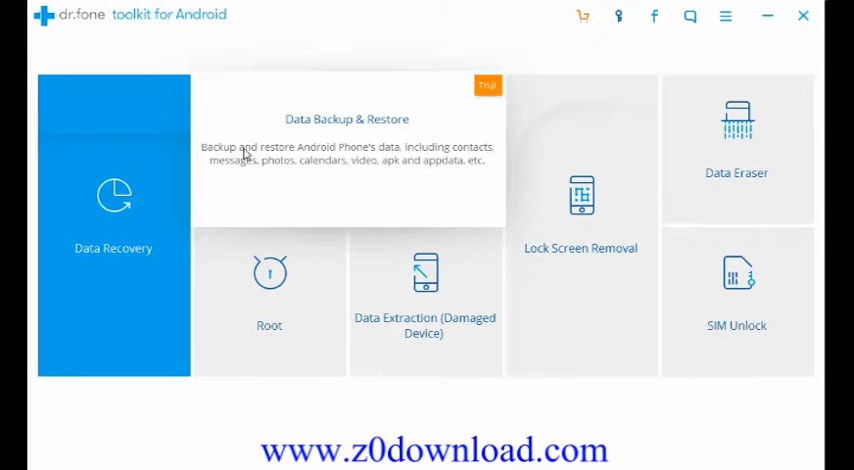 dr.fone toolkit for Android
Trial
Data Backup & Restore
Backup and restore Android Phone's data, including contacts,
messages, photos, calendars, video, apk and appdata, etc.
Data Recovery
Root
Data Extraction (Damaged
Device)
Lock Screen Removal
Data Eraser
SIM Unlock
www.z0download.com